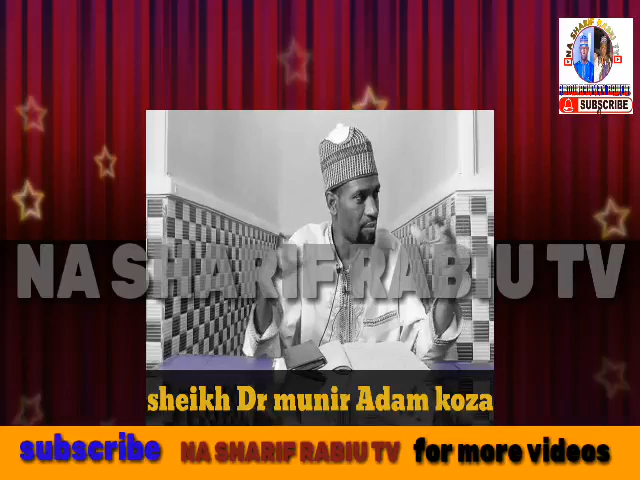 NA SHARIF RABIU TV
SUBSCRIBE
NA SHARIF RABIU TV
sheikh Dr munir Adam koza
subscribe NA SHARIF RABIU TV for more videos